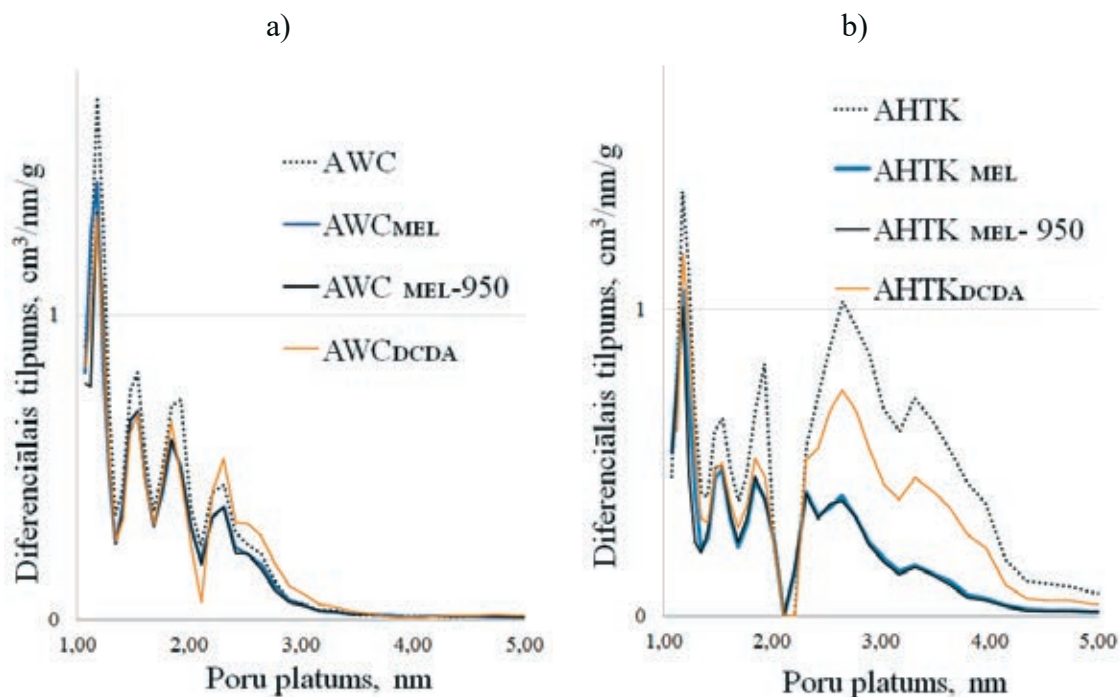 a)
Diferenciālais tilpums, cm³/nm/g
1
0
AWC
AWCMEL
AWC MEL-950
AWCDCDA
1,00 2,00 3,00 4,00 5,00
Poru platums, nm
b)
Diferenciālais tilpums, cm³/nm/g
1
0
AHTK
AHTK MEL
AHTK MEL- 950
AHTKDCDA
1,00 2,00 3,00 4,00 5,00
Poru platums, nm